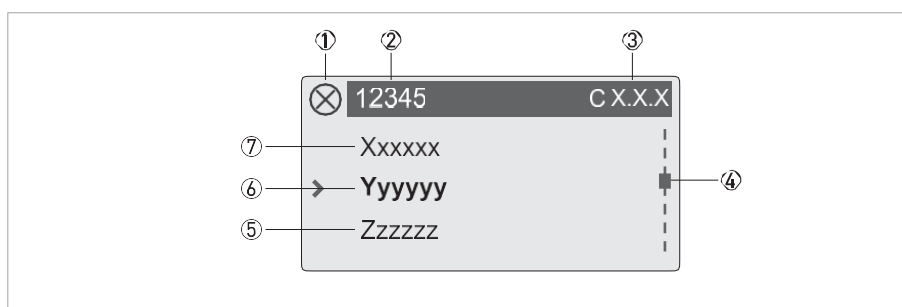 ① ② ③
12345 C X.X.X
⑦ Xxxxxx
⑥ Yyyyyy ④
⑤ Zzzzzz